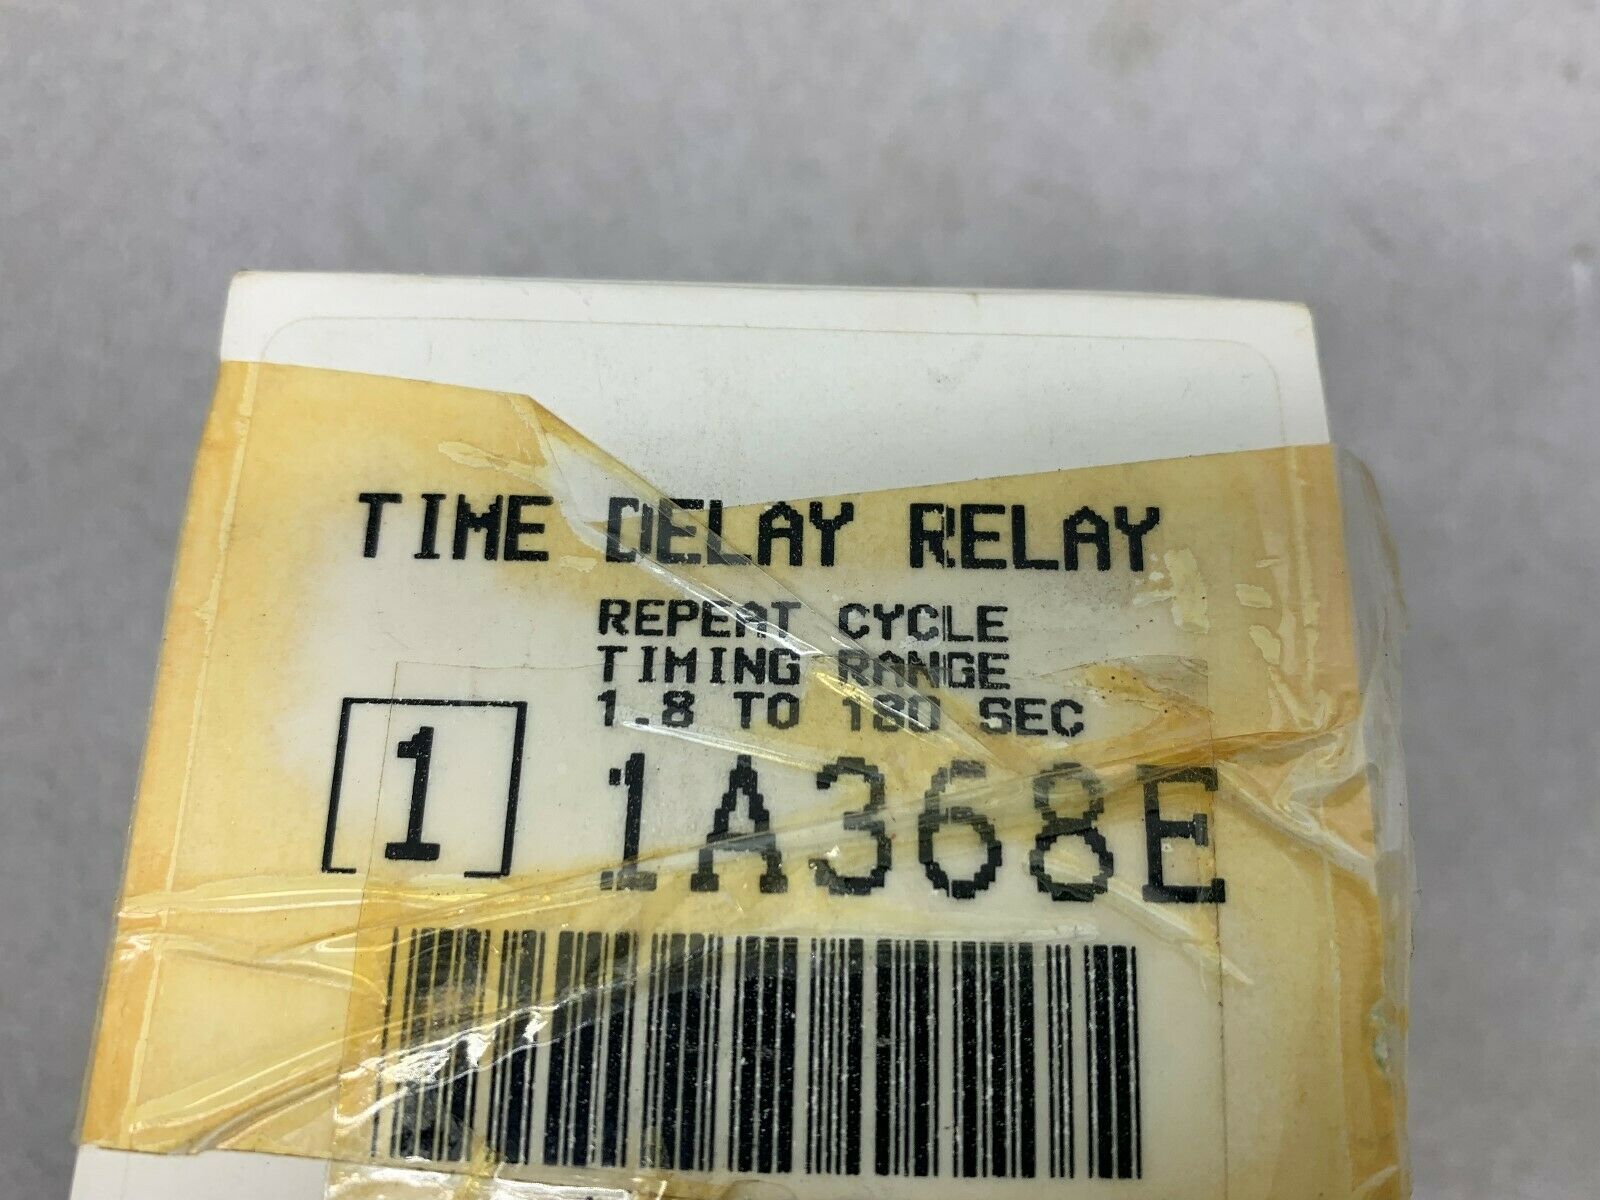 TIME DELAY RELAY
REPEAT CYCLE
TIMING RANGE
1.8 TO 180 SEC
1 1A368E